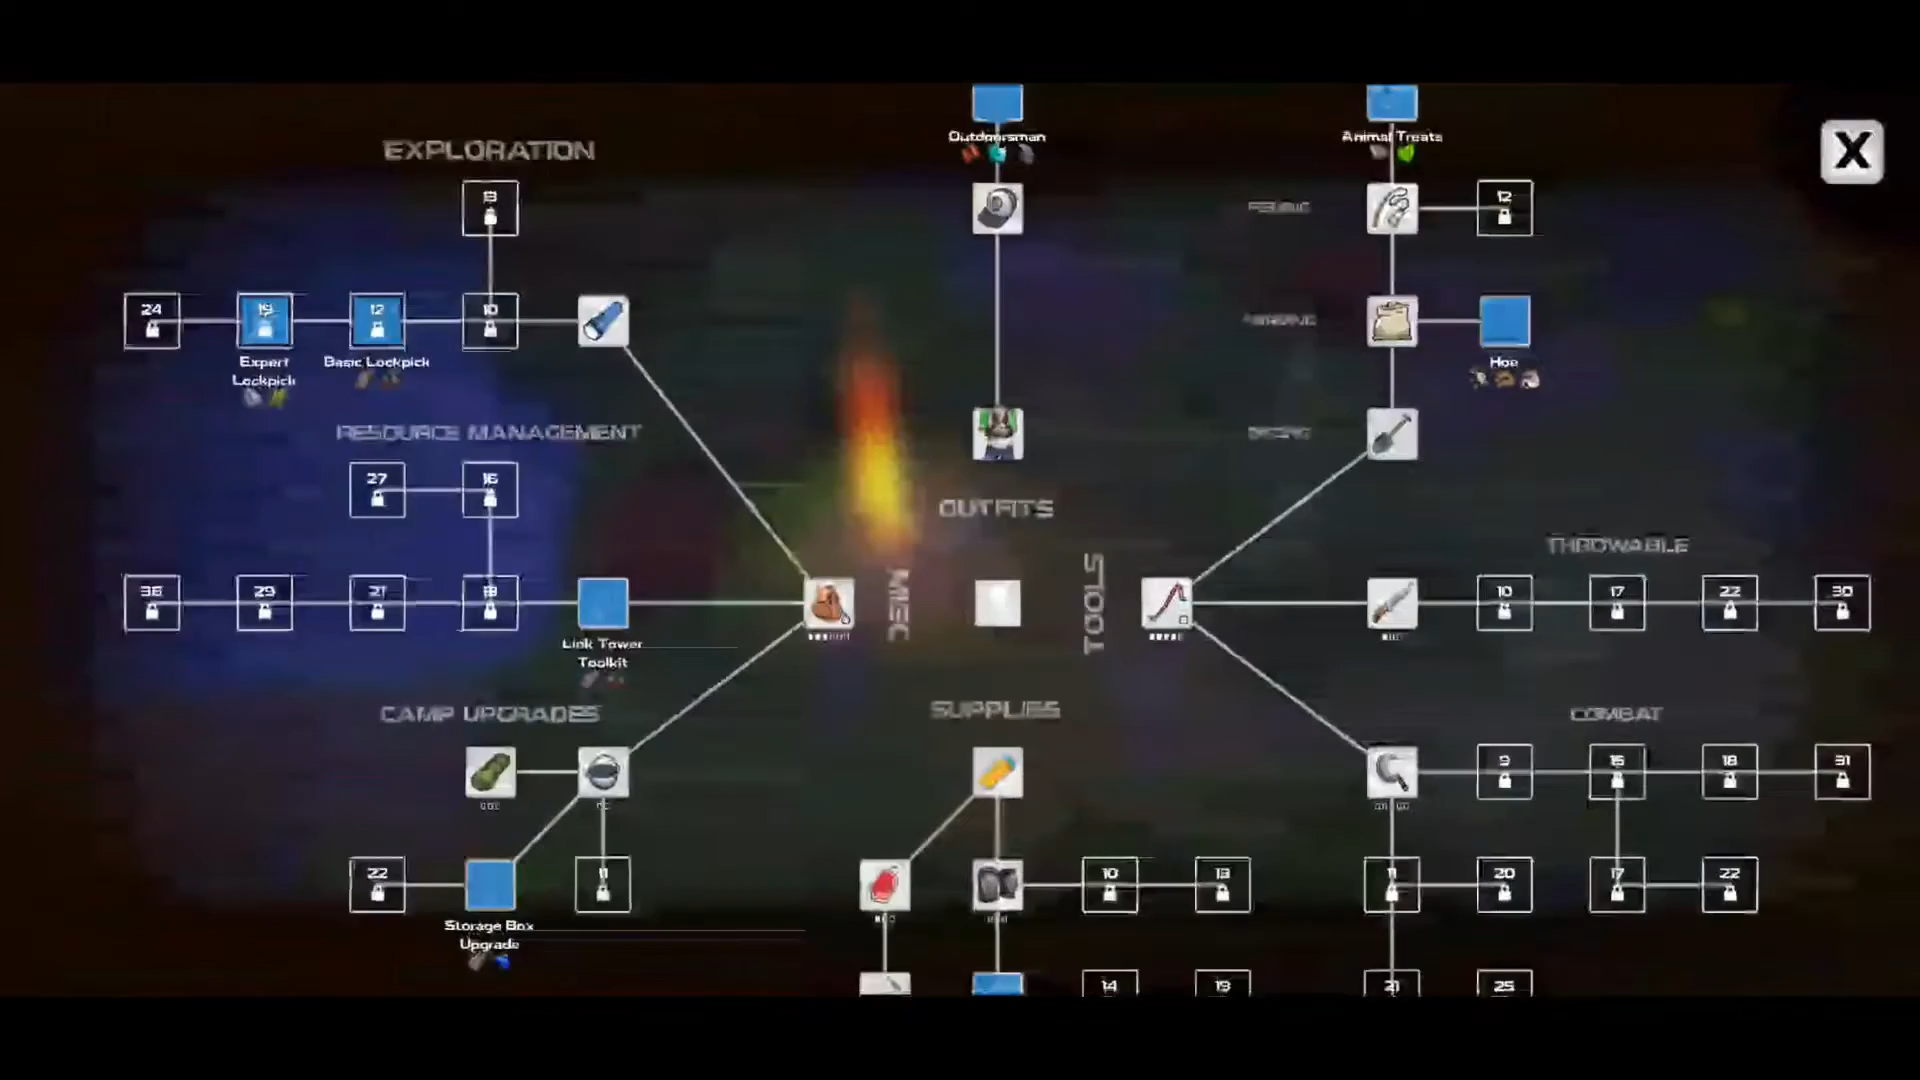 Outdoorsman
Animal Treats
EXPLORATION
X
13
12
24
19
12
10
Expert
Lockpick
Basic Lockpick
Hoe
RESOURCE MANAGEMENT
27
16
OUTFITS
THROWABLE
29
21
MISC
TOOLS
10
17
22
30
Link Tower
Toolkit
CAMP UPGRADES
SUPPLIES
COMBAT
9
15
18
31
22
11
10
13
11
20
17
22
Storage Box
Upgrade
14
19
21
25